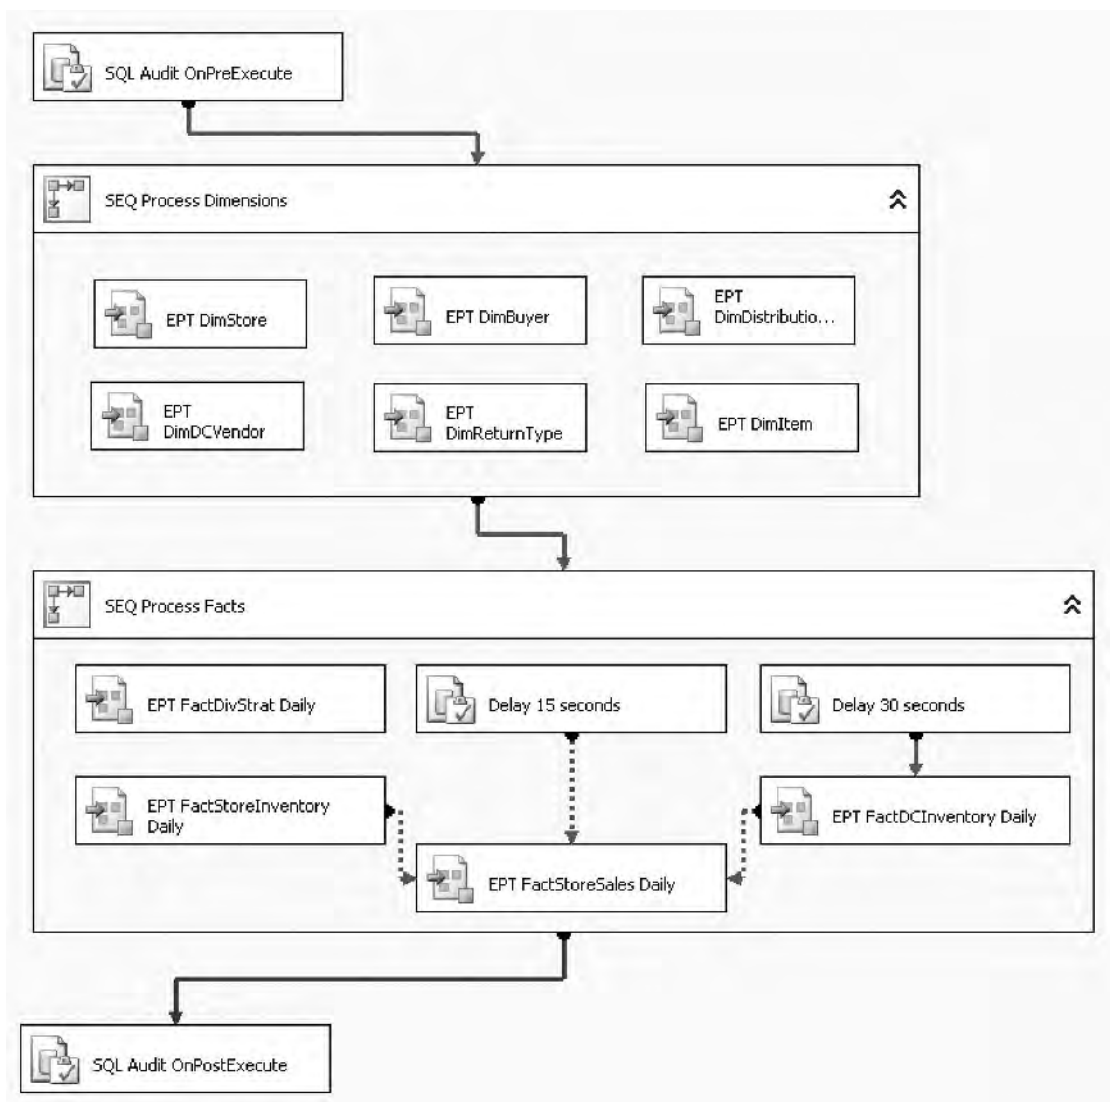 SQL Audit OnPreExecute
SEQ Process Dimensions
EPT DimStore
EPT DimBuyer
EPT
DimDistributio...
EPT
DimDCVendor
EPT
DimReturnType
EPT DimItem
SEQ Process Facts
EPT FactDivStrat Daily
Delay 15 seconds
Delay 30 seconds
EPT FactStoreInventory
Daily
EPT FactDCInventory Daily
EPT FactStoreSales Daily
SQL Audit OnPostExecute